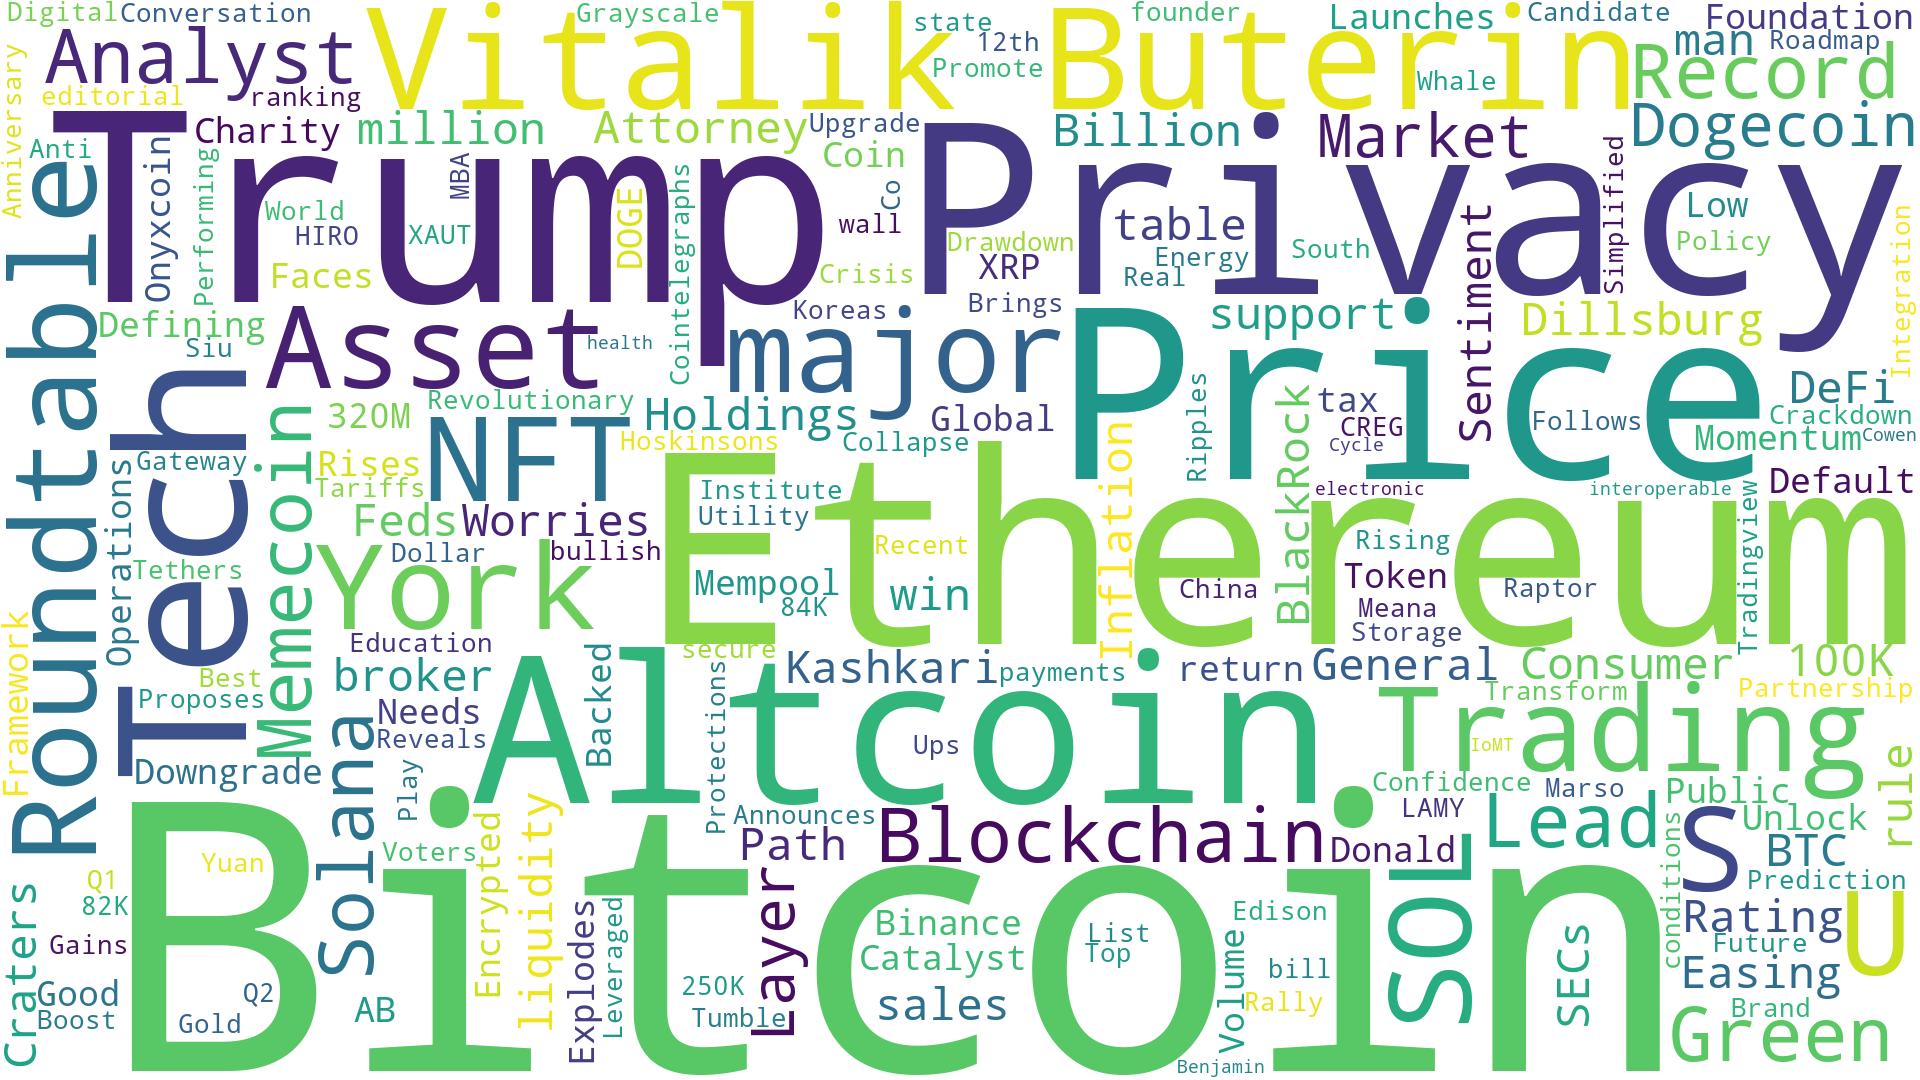 Digital
Conversation
Grayscale
state
founder
Launches
Candidate
Foundation
Analyst
Vitalik
Buterin
12th
man
Roadmap
Promote
Whale
Record
Anniversary
editorial
ranking
Trump
Charity
million
Attorney
Upgrade
Privacy
Billion
Market
Dogecoin
Anti
Onyxcoin
Performing
MBA
Cointelegraphs
Coin
Co
Simplified
World
HIRO
XAUT
DOGE
wall
table
Low
Policy
Drawdown
Energy
South
Sentiment
Integration
Faces
Crisis
XRP
Real
Roundtable
Defining
Siu
Asset
health
Koreas
Brings
major
Price
support
Dillsburg
Tech
Memecoin
320M
Revolutionary
Holdings
Global
Ripples
BlackRock
tax
CREG
Cycle
Follows
DeFi
Crackdown
Momentum
Cowen
NFT
Hoskinsons
Collapse
Inflation
Gateway
Operations
Rises
Tariffs
Ethereum
Institute
Utility
electronic
interoperable
Tradingview
Default
Feds
Worries
Dollar
bullish
Recent
Rising
Tethers
York
Mempool
84K
win
China
Token
Meana
Storage
Raptor
Framework
Education
secure
Best
Proposes
broker
Backed
Protections
Kashkari
payments
return
General
Consumer
100K
Transform
Partnership
Solana
Needs
Reveals
Altcoin
Ups
Trading
IoMT
rule
Downgrade
Play
Confidence
Marso
Public
Bitcoin
Encrypted
liquidity
Announces
Path
Blockchain
Donald
LAMY
Lead
conditions
S
Unlock
BTC
Prediction
Voters
Yuan
Q1
82K
Craters
Gains
Layer
SOL
Explodes
Leveraged
Binance
Catalyst
Edison
List
Top
Volume
bill
SECs
Rating
Future
U
Easing
Good
Boost
Q2
Gold
AB
250K
Tumble
sales
Rally
Brand
Green
Benjamin